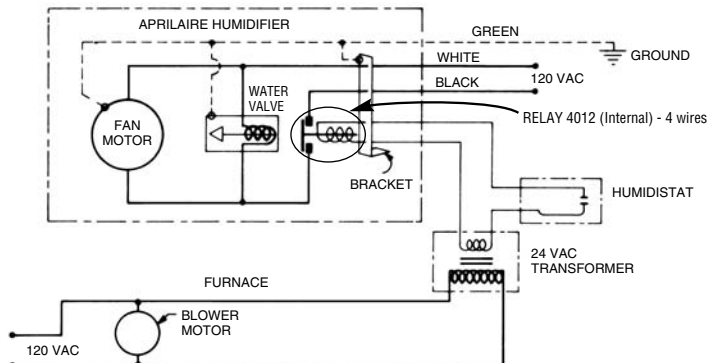 APRILAIRE HUMIDIFIER
GREEN
GROUND
WHITE
120 VAC
BLACK
WATER
VALVE
FAN
MOTOR
RELAY 4012 (Internal) - 4 wires
BRACKET
HUMIDISTAT
24 VAC
TRANSFORMER
FURNACE
BLOWER
MOTOR
120 VAC